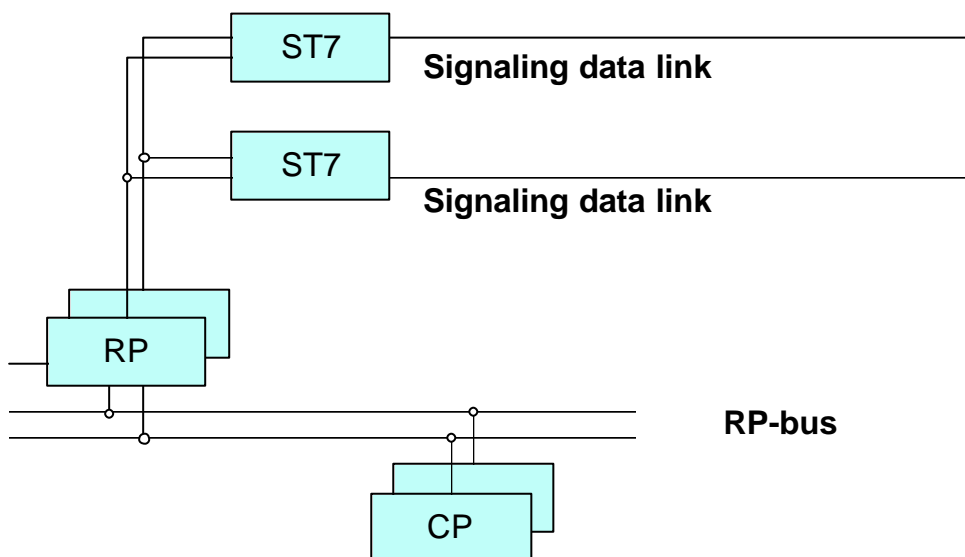 ST7
Signaling data link
ST7
Signaling data link
RP
RP-bus
CP